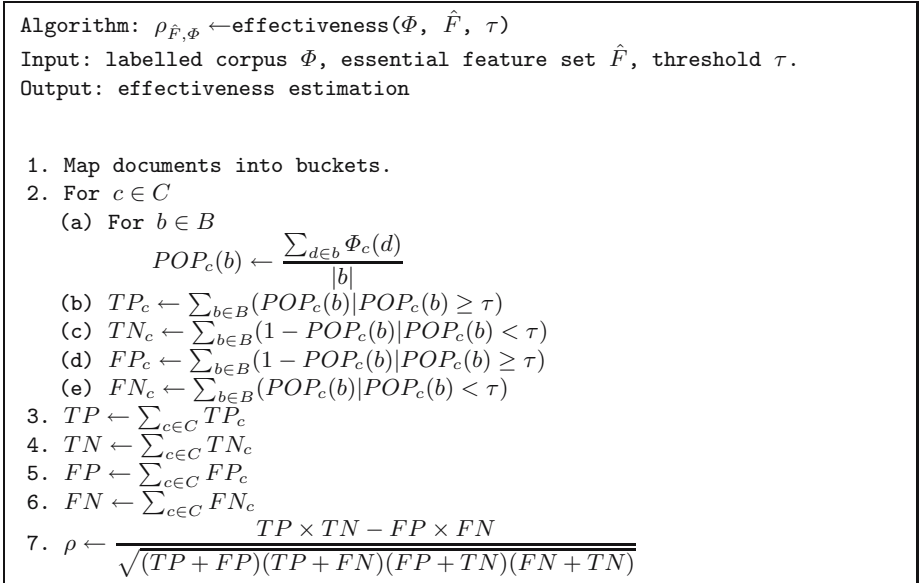 Algorithm: ρ_{F̂,Φ} ←effectiveness(Φ, F̂, τ)
Input: labelled corpus Φ, essential feature set F̂, threshold τ.
Output: effectiveness estimation
1. Map documents into buckets.
2. For c ∈ C
(a) For b ∈ B
POP_c(b) ← \frac{∑_{d∈b} Φ_c(d)}{|b|}
(b) TP_c ← ∑_{b∈B}(POP_c(b)|POP_c(b) ≥ τ)
(c) TN_c ← ∑_{b∈B}(1 − POP_c(b)|POP_c(b) < τ)
(d) FP_c ← ∑_{b∈B}(1 − POP_c(b)|POP_c(b) ≥ τ)
(e) FN_c ← ∑_{b∈B}(POP_c(b)|POP_c(b) < τ)
3. TP ← ∑_{c∈C} TP_c
4. TN ← ∑_{c∈C} TN_c
5. FP ← ∑_{c∈C} FP_c
6. FN ← ∑_{c∈C} FN_c
7. ρ ← \frac{TP × TN − FP × FN}{\sqrt{(TP + FP)(TP + FN)(FP + TN)(FN + TN)}}